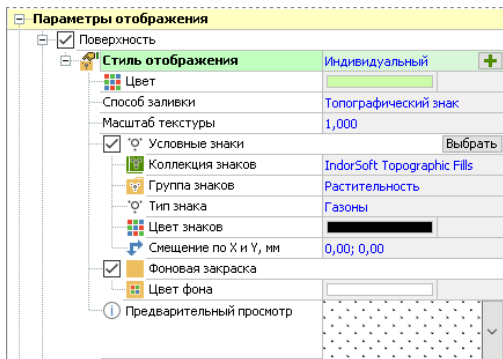 Параметры отображения
Поверхность
Стиль отображения Индивидуальный
Цвет
Способ заливки Топографический знак
Масштаб текстуры 1,000
Условные знаки Выбрать
Коллекция знаков IndorSoft Topographic Fills
Группа знаков Растительность
Тип знака Газоны
Цвет знаков
Смещение по X и Y, мм 0,00; 0,00
Фоновая закраска
Цвет фона
Предварительный просмотр